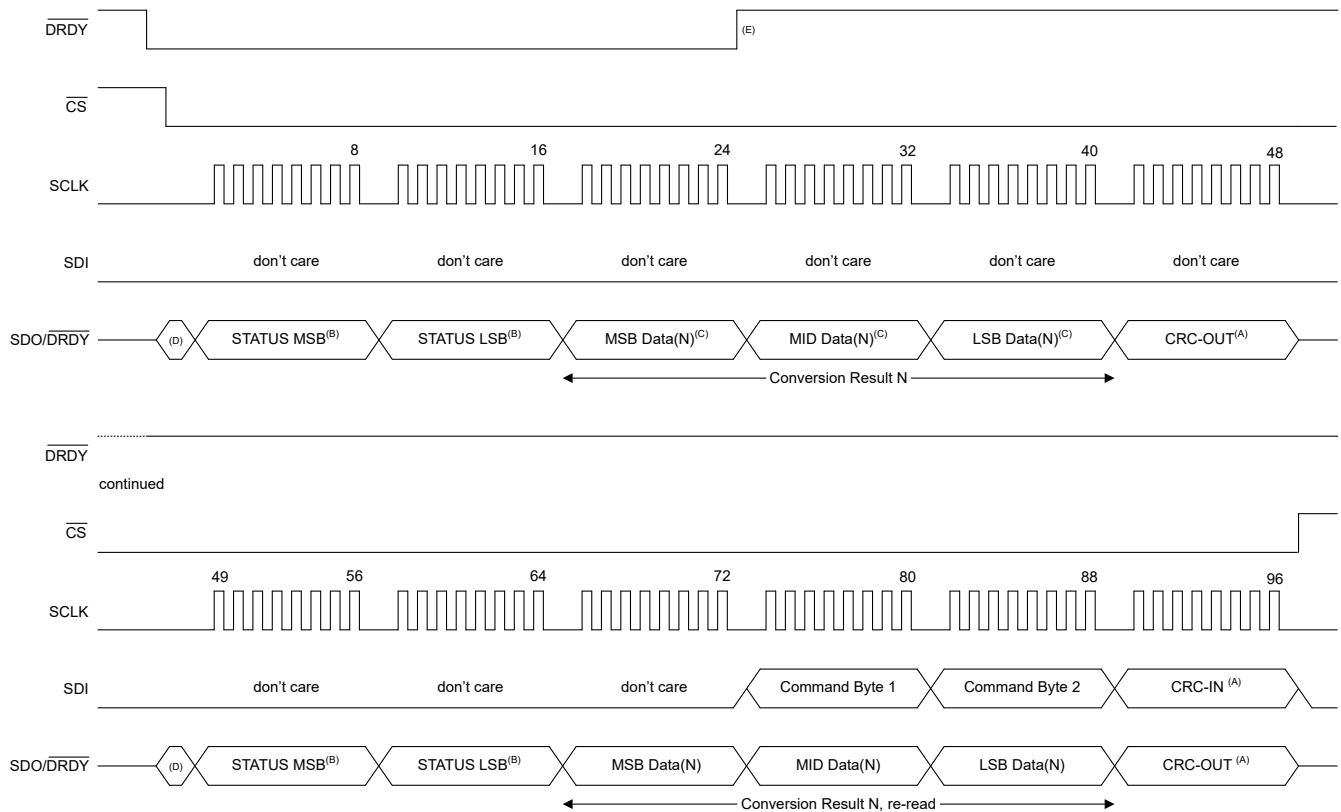 DRDY
(E)
CS
8 16 24 32 40 48
SCLK
SDI don't care don't care don't care don't care don't care don't care
SDO/DRDY (D) STATUS MSB(B) STATUS LSB(B) MSB Data(N)(C) MID Data(N)(C) LSB Data(N)(C) CRC-OUT(A)
Conversion Result N
DRDY
continued
CS
49 56 64 72 80 88 96
SCLK
SDI don't care don't care don't care Command Byte 1 Command Byte 2 CRC-IN (A)
SDO/DRDY (D) STATUS MSB(B) STATUS LSB(B) MSB Data(N) MID Data(N) LSB Data(N) CRC-OUT (A)
Conversion Result N, re-read